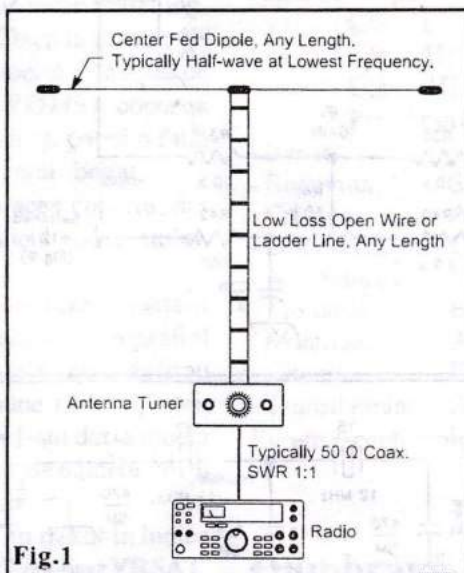 Center Fed Dipole, Any Length.
Typically Half-wave at Lowest Frequency.
Low Loss Open Wire or
Ladder Line, Any Length
Antenna Tuner
Typically 50 Ω Coax.
SWR 1:1
Radio
Fig.1